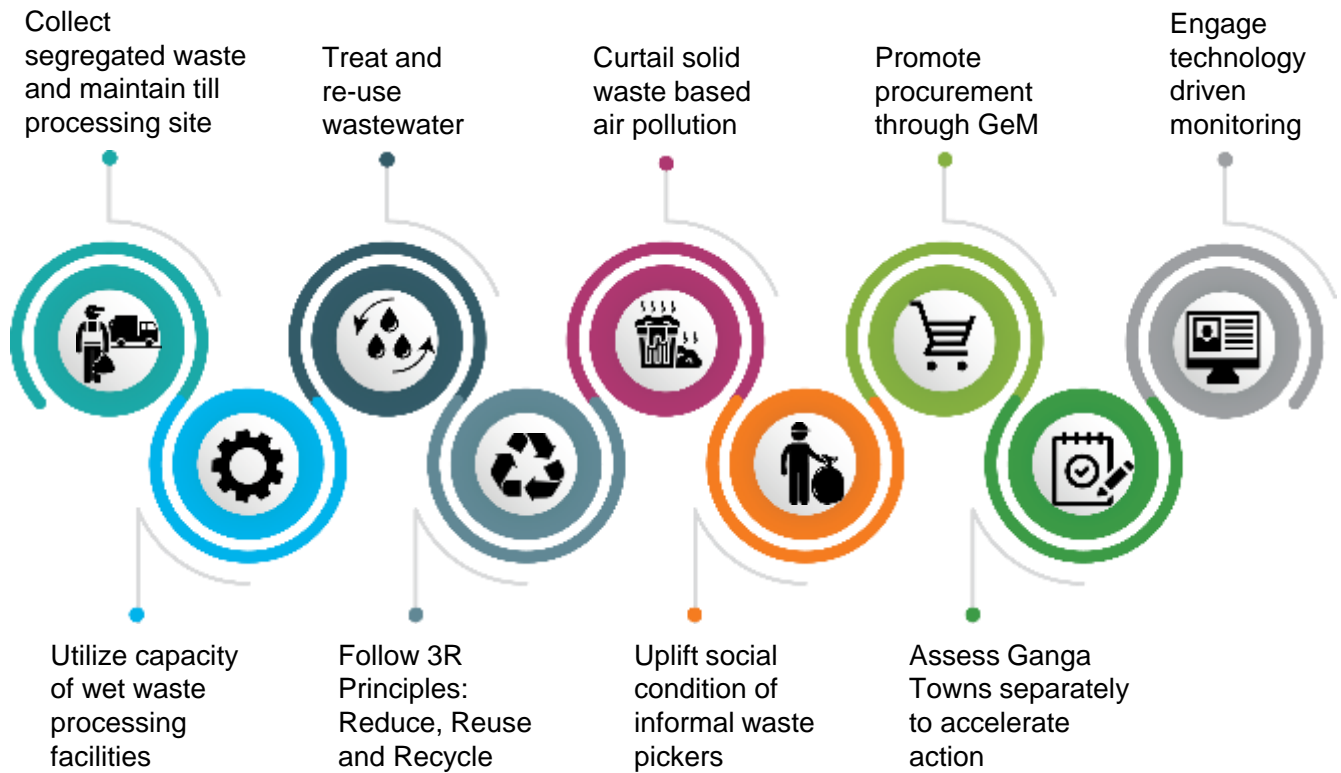 Collect
segregated waste
and maintain till
processing site
Treat and
re-use
wastewater
Curtail solid
waste based
air pollution
Promote
procurement
through GeM
Engage
technology
driven
monitoring
Utilize capacity
of wet waste
processing
facilities
Follow 3R
Principles:
Reduce, Reuse
and Recycle
Uplift social
condition of
informal waste
pickers
Assess Ganga
Towns separately
to accelerate
action